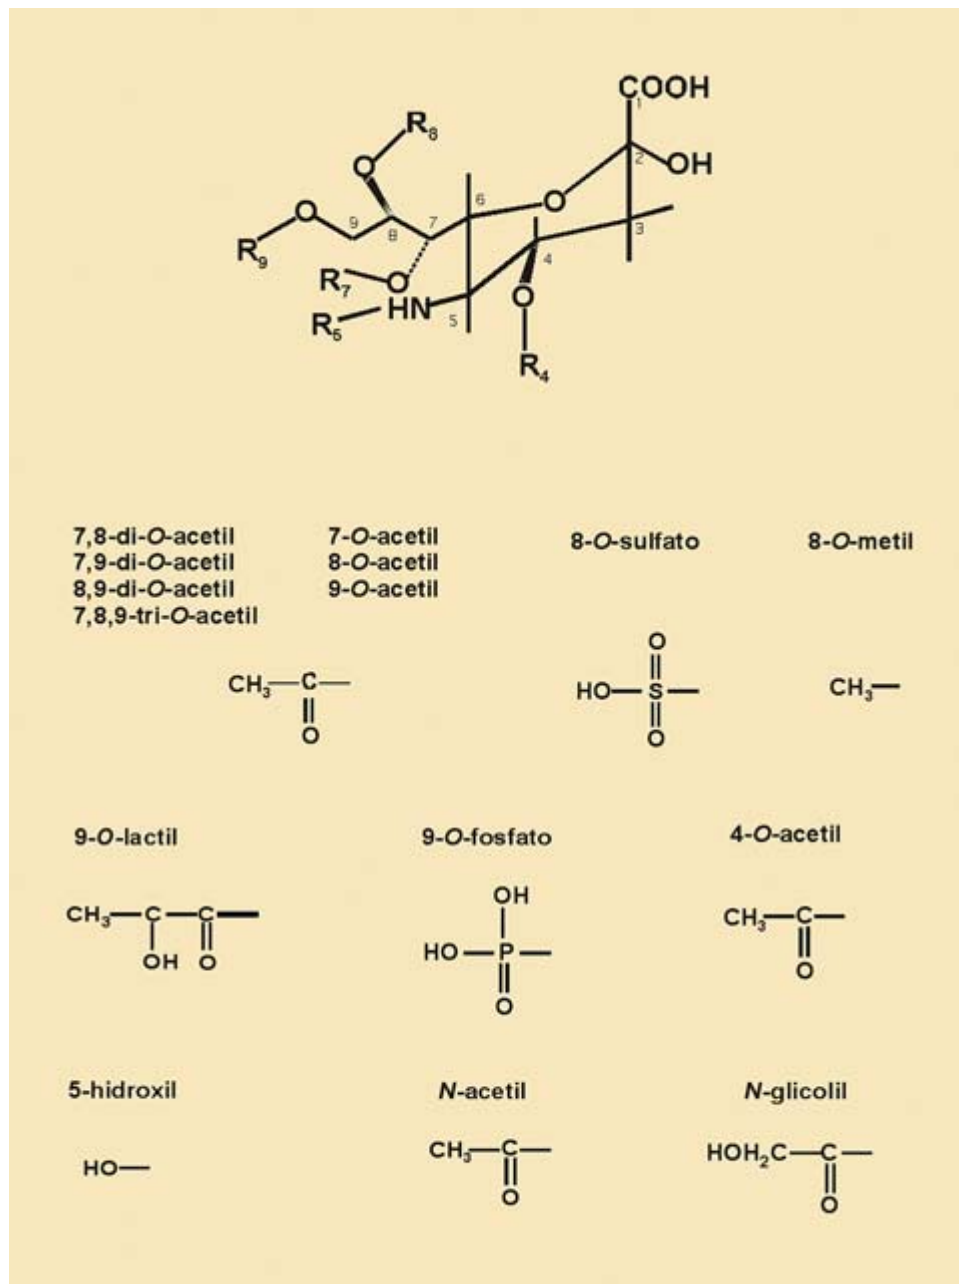 COOH
1
R8
O
2
OH
6
O
O
9
8
7
3
R9
4
R7
O
O
HN
R5
5
R4
7,8-di-O-acetil
7,9-di-O-acetil
8,9-di-O-acetil
7,8,9-tri-O-acetil
7-O-acetil
8-O-acetil
9-O-acetil
8-O-sulfato
8-O-metil
CH3 C
O
O
HO S
O
CH3
9-O-lactil
9-O-fosfato
4-O-acetil
CH3 C C
OH O
OH
HO P
O
CH3 C
O
5-hidroxil
N-acetil
N-glicolil
HO
CH3 C
O
HOH2C C
O